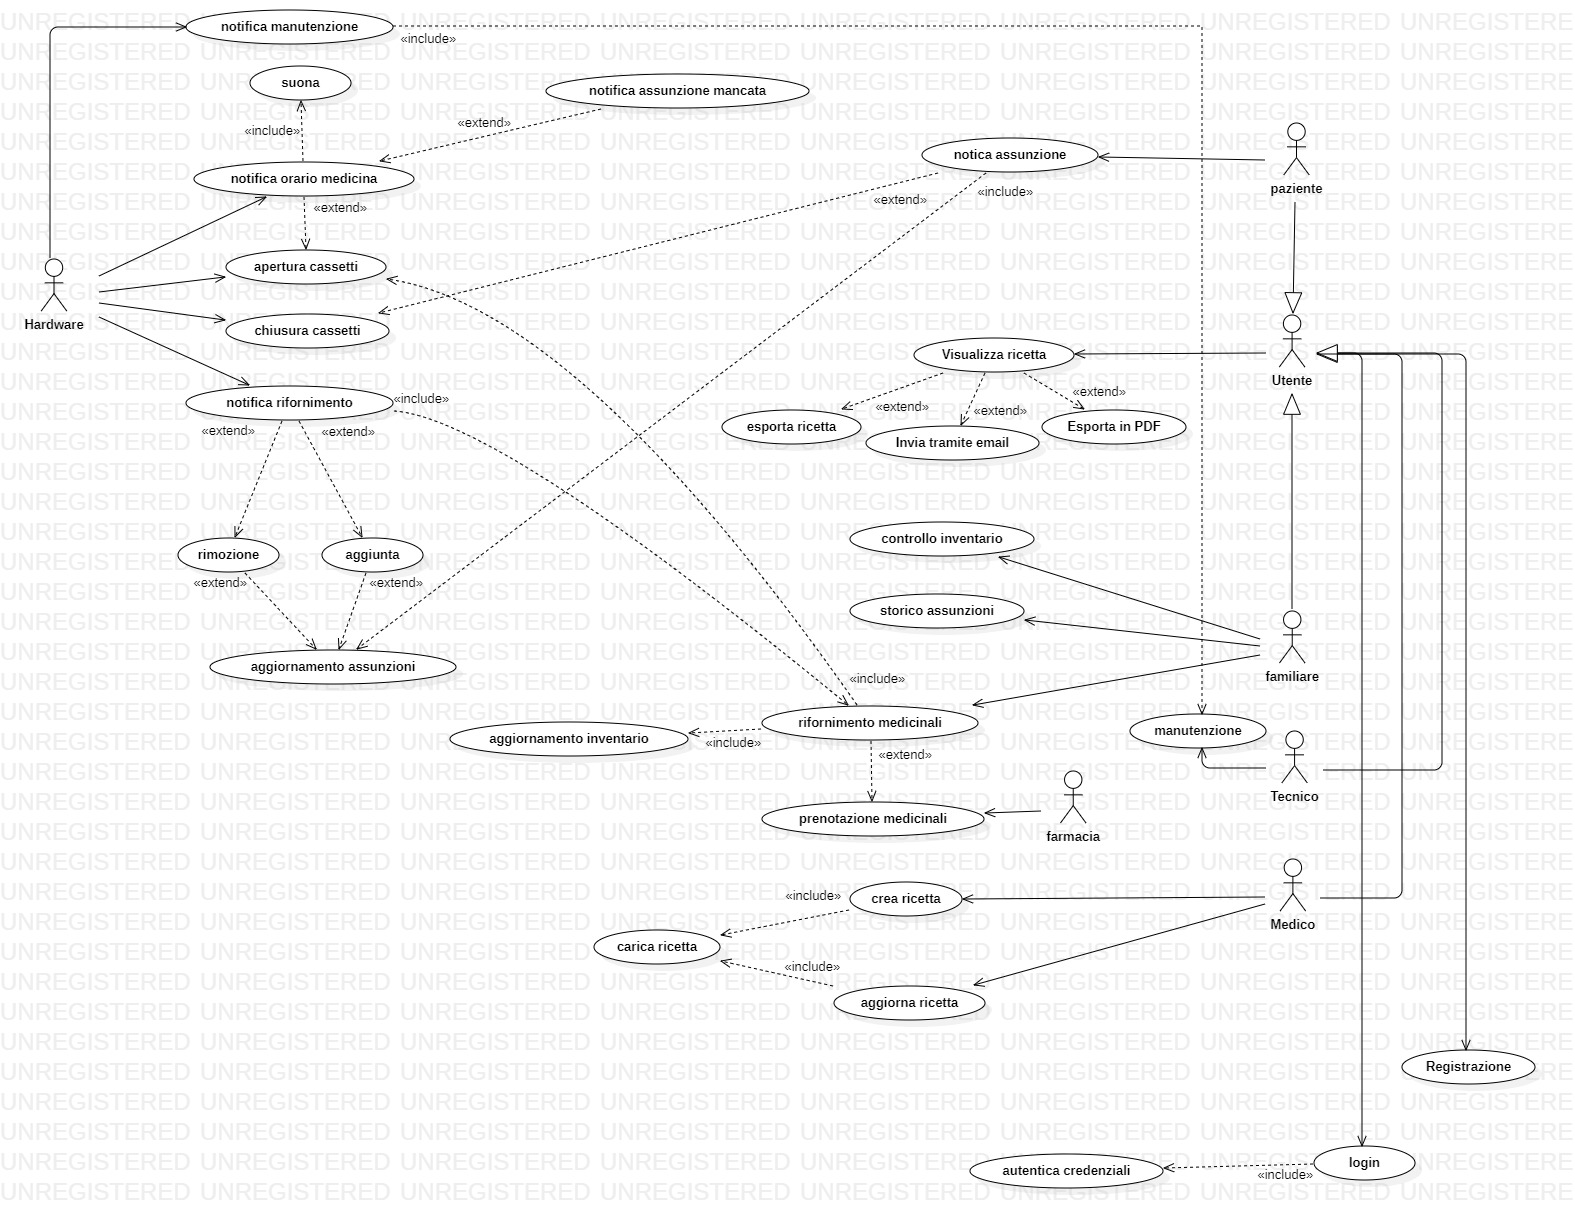 notifica manutenzione
«include»
suona
notifica assunzione mancata
«extend»
«include»
notica assunzione
notifica orario medicina
paziente
«include»
«extend»
«extend»
apertura cassetti
Hardware
chiusura cassetti
Visualizza ricetta
Utente
«extend»
«include»
notifica rifornimento
«extend»
«extend»
esporta ricetta
Esporta in PDF
«extend»
«extend»
Invia tramite email
controllo inventario
rimozione
aggiunta
«extend»
«extend»
storico assunzioni
aggiornamento assunzioni
familiare
«include»
rifornimento medicinali
manutenzione
aggiornamento inventario
«include»
«extend»
Tecnico
prenotazione medicinali
farmacia
«include»
crea ricetta
Medico
carica ricetta
«include»
aggiorna ricetta
Registrazione
login
autentica credenziali
«include»
UNREGISTERED